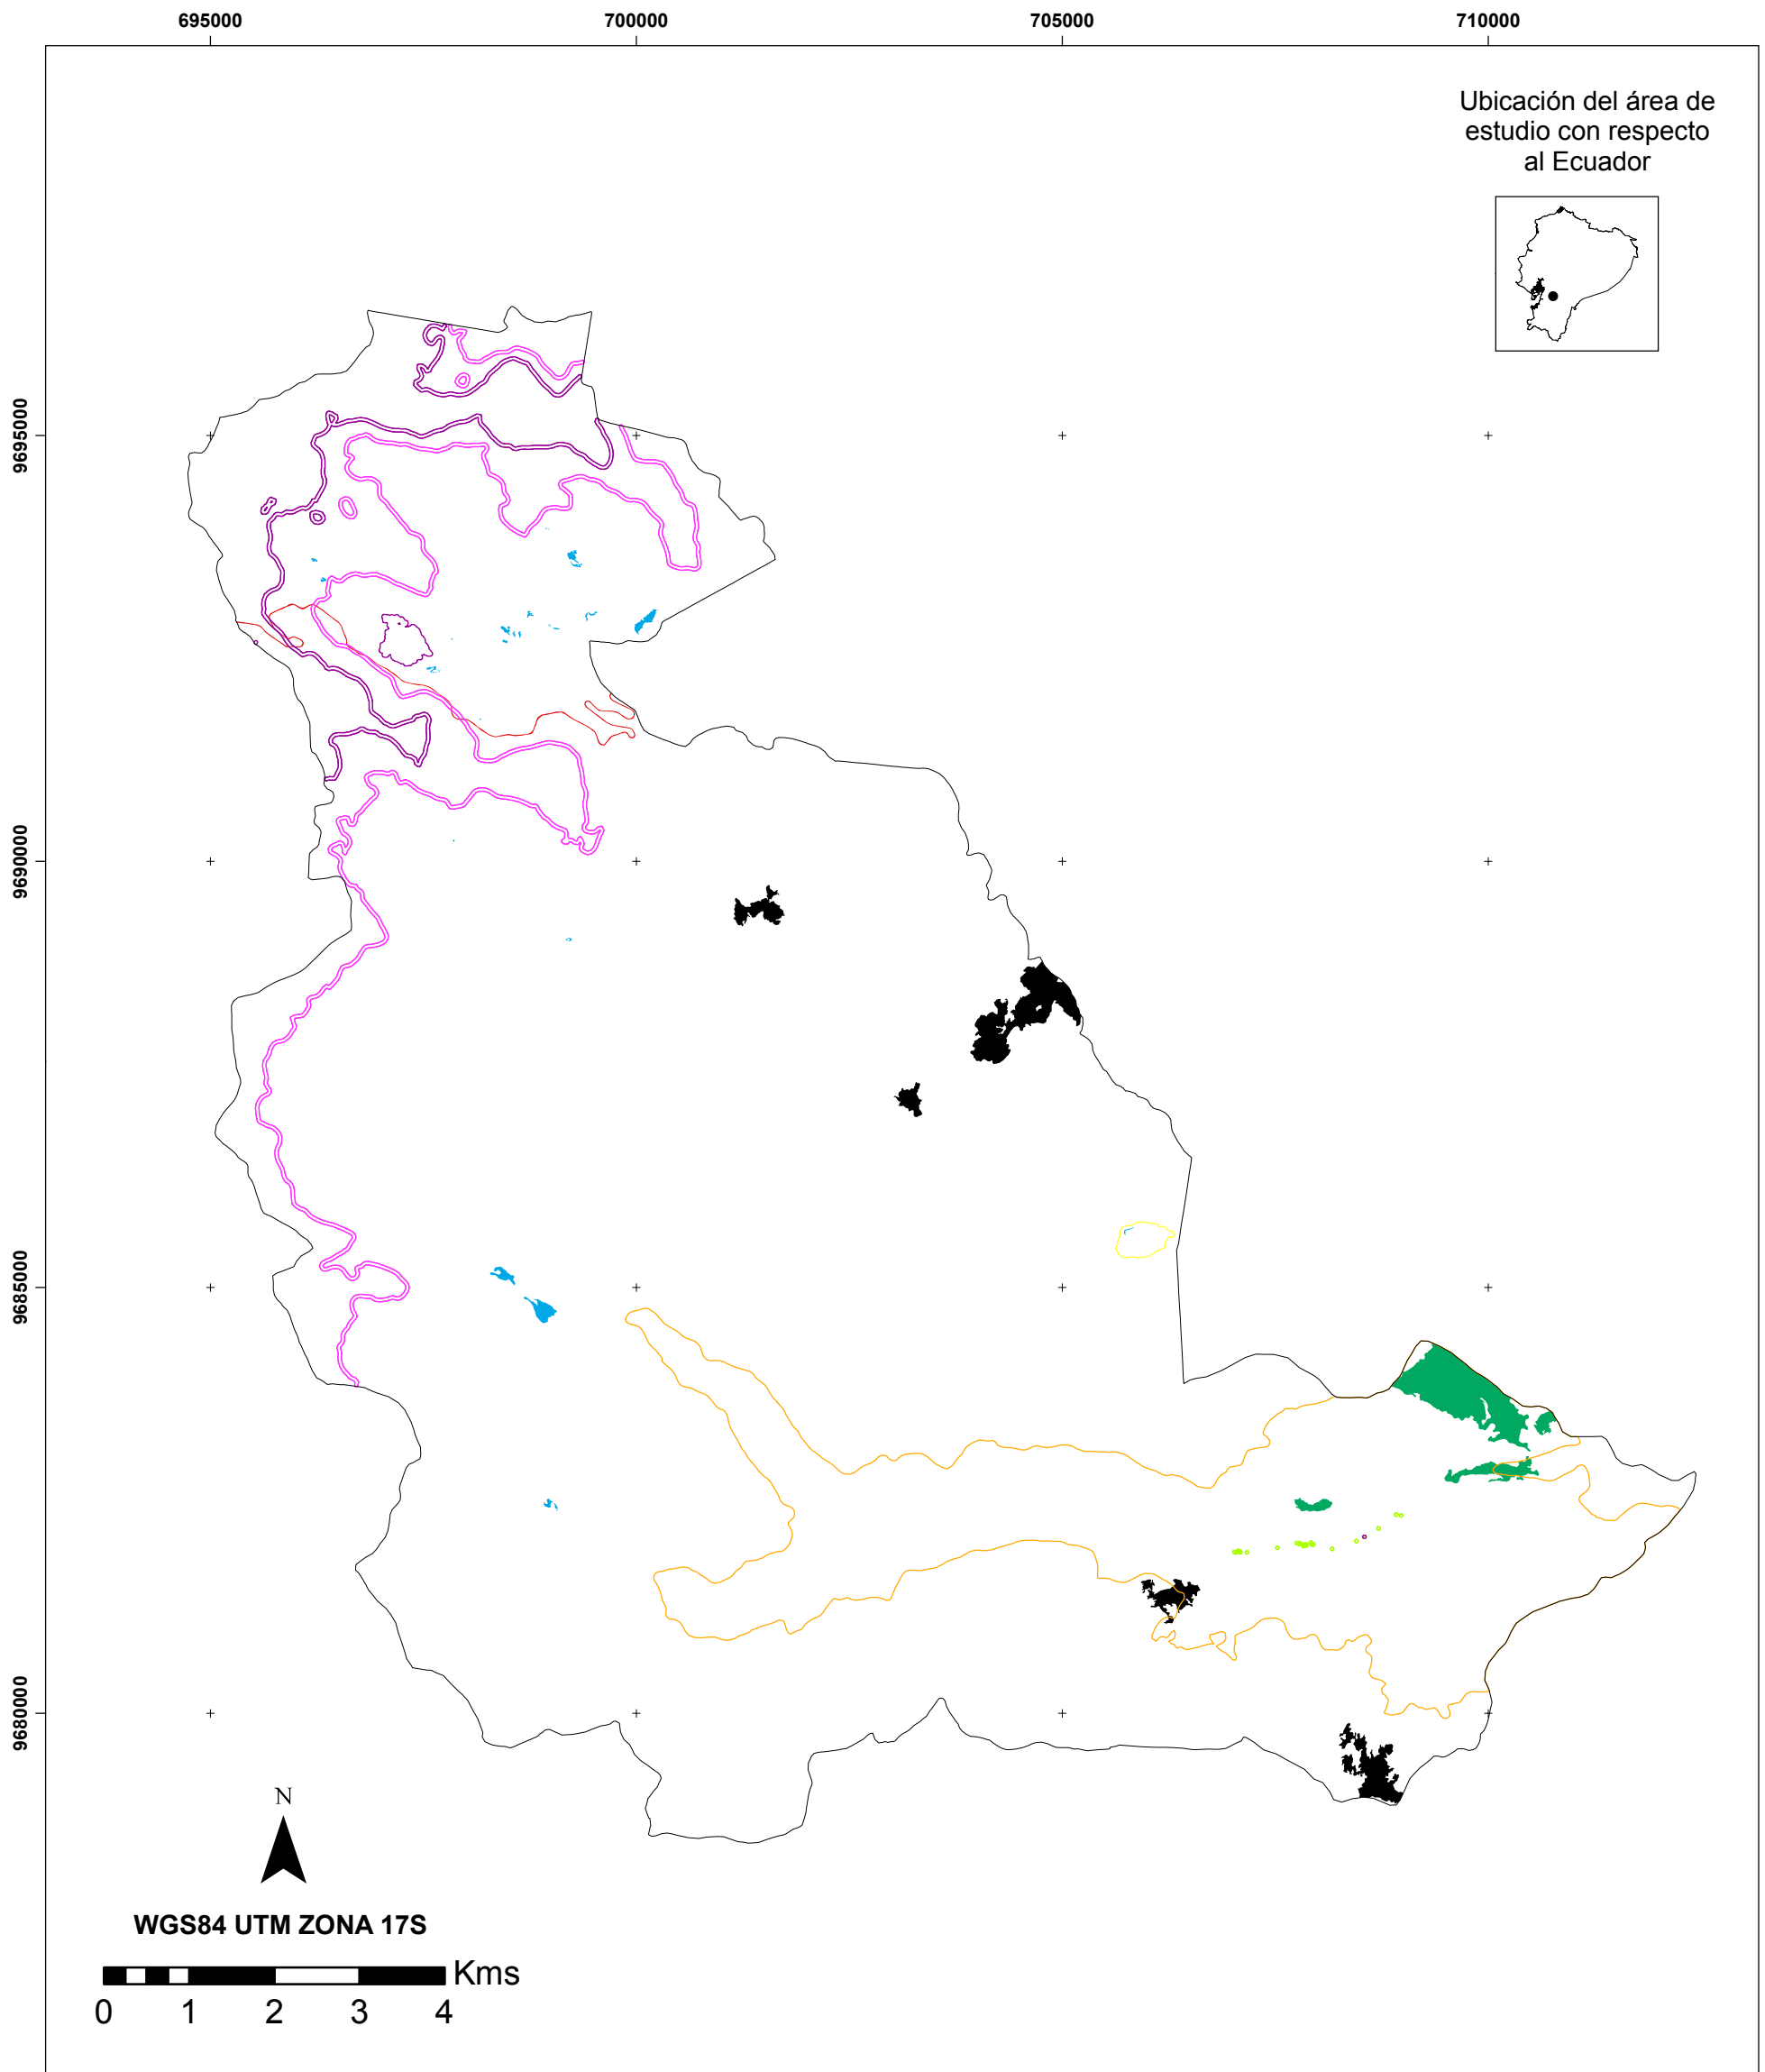 695000 700000 705000 710000
Ubicación del área de
estudio con respecto
al Ecuador
9695000
9690000
9685000
9680000
N
WGS84 UTM ZONA 17S
Kms
0 1 2 3 4